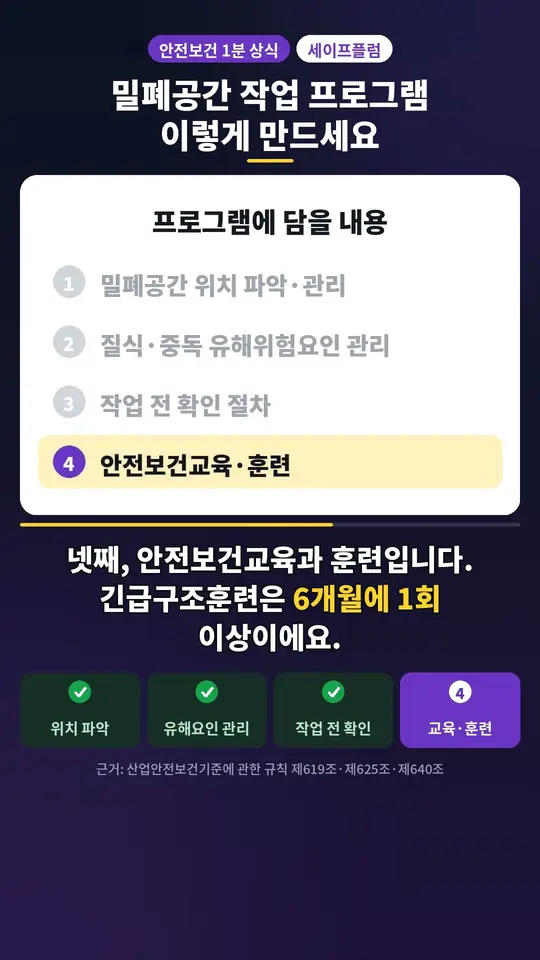 안전보건 1분 상식
세이프플럼
밀폐공간 작업 프로그램
이렇게 만드세요
프로그램에 담을 내용
1 밀폐공간 위치 파악·관리
2 질식·중독 유해위험요인 관리
3 작업 전 확인 절차
4 안전보건교육·훈련
넷째, 안전보건교육과 훈련입니다.
긴급구조훈련은 6개월에 1회
이상이에요.
위치 파악
유해요인 관리
작업 전 확인
4
교육·훈련
근거: 산업안전보건기준에 관한 규칙 제619조·제625조·제640조